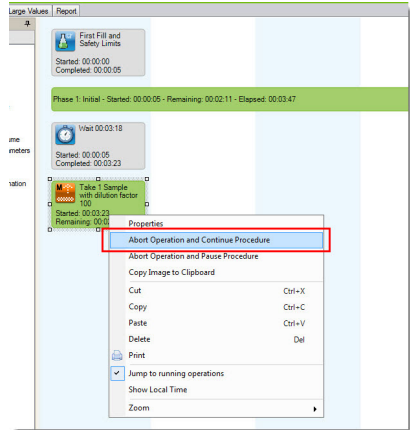 Large Values Report
First Fill and
Safety Limits
Started: 00:00:00
Completed: 00:00:05
Phase 1: Initial - Started: 00:00:05 - Remaining: 00:02:11 - Elapsed: 00:03:47
Wait 00:03:18
Started: 00:00:05
Completed: 00:03:23
Take 1 Sample
with dilution factor
100
Started: 00:03:23
Remaining: 00:0
Properties
Abort Operation and Continue Procedure
Abort Operation and Pause Procedure
Copy Image to Clipboard
Cut Ctrl+X
Copy Ctrl+C
Paste Ctrl+V
Delete Del
Print
Jump to running operations
Show Local Time
Zoom